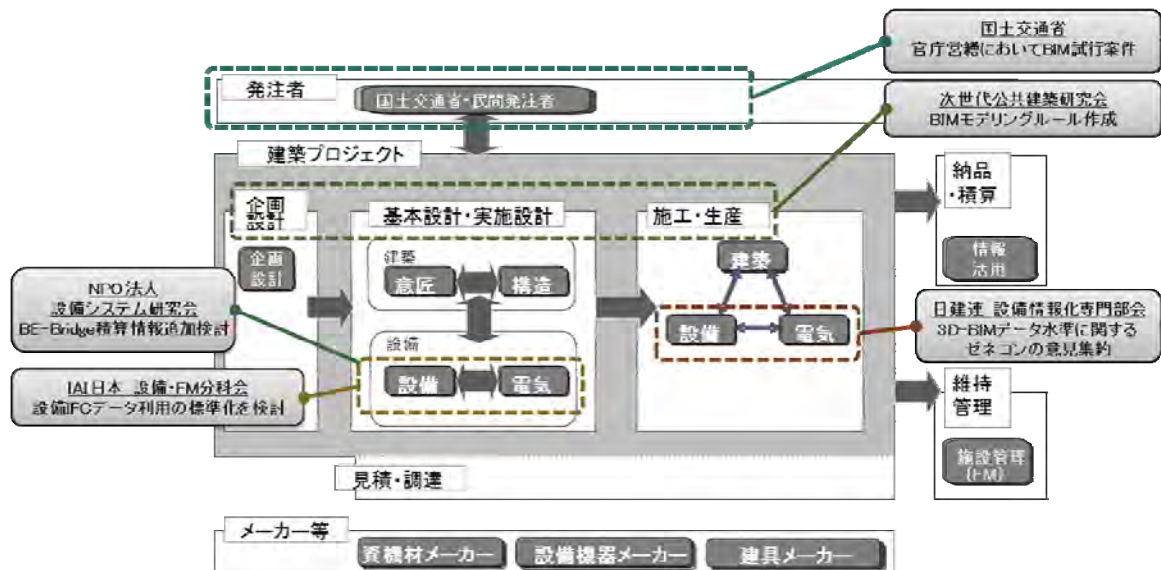 国土交通省
官庁営繕においてBIM試行案件
発注者
国土交通省・民間発注者
次世代公共建築研究会
BIMモデリングルール作成
建築プロジェクト
納品
・積算
企画
設計
基本設計・実施設計
施工・生産
企画
設計
建築
意匠
構造
建築
情報
活用
NPO法人
設備システム研究会
BE-Bridge積算情報追加検討
設備
電気
日建連 設備情報化専門部会
3D-BIMデータ水準に関する
ゼネコンの意見集約
設備
設備
電気
IAI日本 設備・FM分科会
設備IFCデータ利用の標準化を検討
維持
管理
施設管理
(FM)
見積・調達
メーカー等
資機材メーカー
設備機器メーカー
建具メーカー